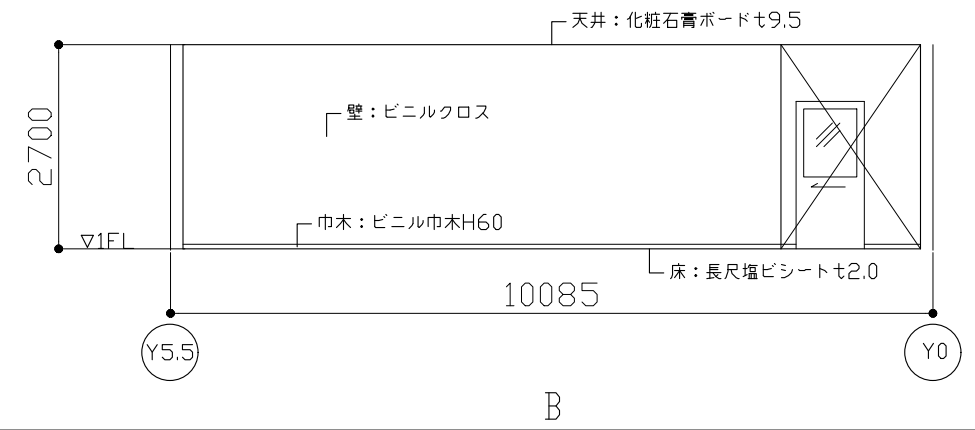 天井：化粧石膏ボードt9.5
壁：ビニルクロス
2700
巾木：ビニル巾木H60
▽1FL
床：長尺塩ビシートt2.0
10085
Y5.5
Y0
B